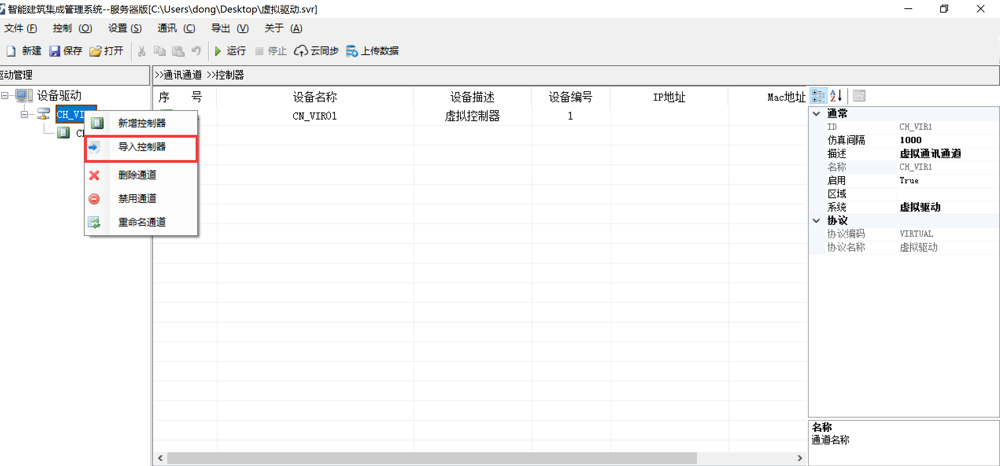 智能建筑集成管理系统--服务器版[C:\Users\dong\Desktop\虚拟驱动.svr]
文件 (F) 控制 (O) 设置 (S) 通讯 (C) 导出 (V) 关于 (A)
新建 保存 打开 运行 停止 云同步 上传数据
驱动管理
>>通讯通道 >>控制器
设备驱动
CH_VI
新增控制器
导入控制器
删除通道
禁用通道
重命名通道
序 号 设备名称 设备描述 设备编号 IP地址 Mac地址
CN_VIR01 虚拟控制器 1
通常
ID CH_VIR1
仿真间隔 1000
描述 虚拟通讯通道
名称 CH_VIR1
启用 True
区域
系统 虚拟驱动
协议
协议编码 VIRTUAL
协议名称 虚拟驱动
名称
通道名称